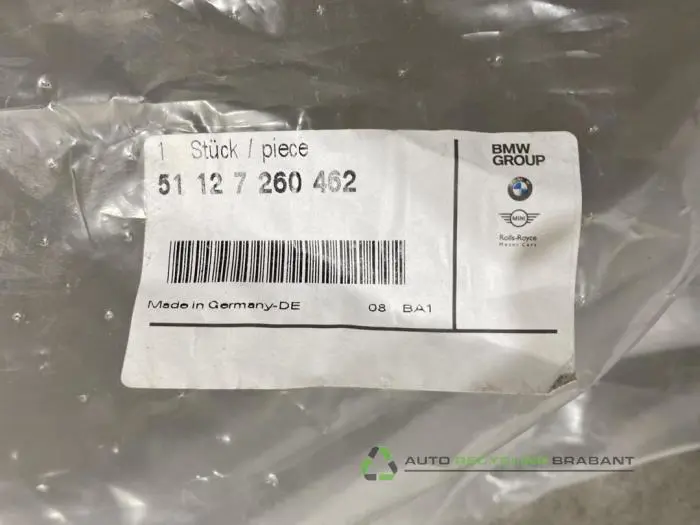 1 Stück / piece
51 12 7 260 462
Made in Germany-DE 08 BA1
BMW
GROUP
MINI
Rolls-Royce
Motor Cars
AUTO RECYCLING BRABANT